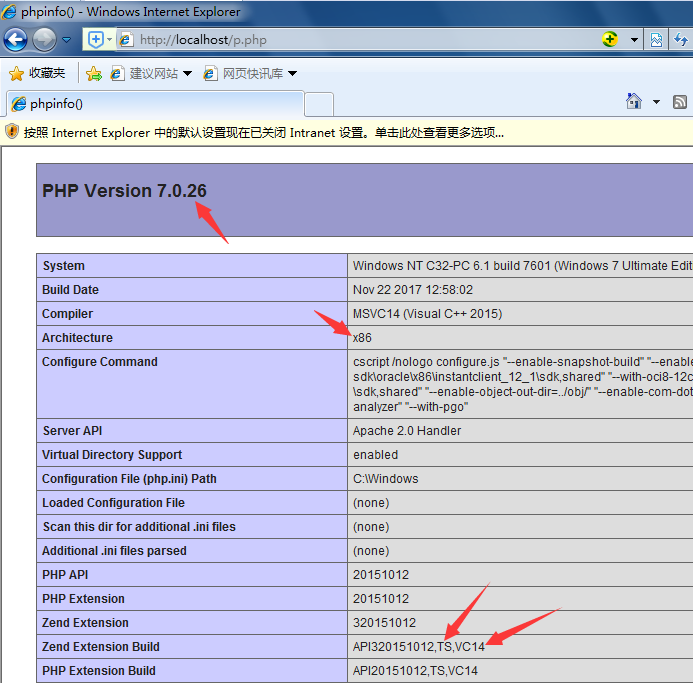 phpinfo() - Windows Internet Explorer
http://localhost/p.php
收藏夹 建议网站 网页快讯库
phpinfo()
按照 Internet Explorer 中的默认设置现在已关闭 Intranet 设置。单击此处查看更多选项...
PHP Version 7.0.26
System Windows NT C32-PC 6.1 build 7601 (Windows 7 Ultimate Edit
Build Date Nov 22 2017 12:58:02
Compiler MSVC14 (Visual C++ 2015)
Architecture x86
Configure Command cscript /nologo configure.js "--enable-snapshot-build" "--enable
sdk\oracle\x86\instantclient_12_1\sdk,shared" "--with-oci8-12c
\sdk,shared" "--enable-object-out-dir=../obj/" "--enable-com-dot
analyzer" "--with-pgo"
Server API Apache 2.0 Handler
Virtual Directory Support enabled
Configuration File (php.ini) Path C:\Windows
Loaded Configuration File (none)
Scan this dir for additional .ini files (none)
Additional .ini files parsed (none)
PHP API 20151012
PHP Extension 20151012
Zend Extension 320151012
Zend Extension Build API320151012,TS,VC14
PHP Extension Build API20151012,TS,VC14